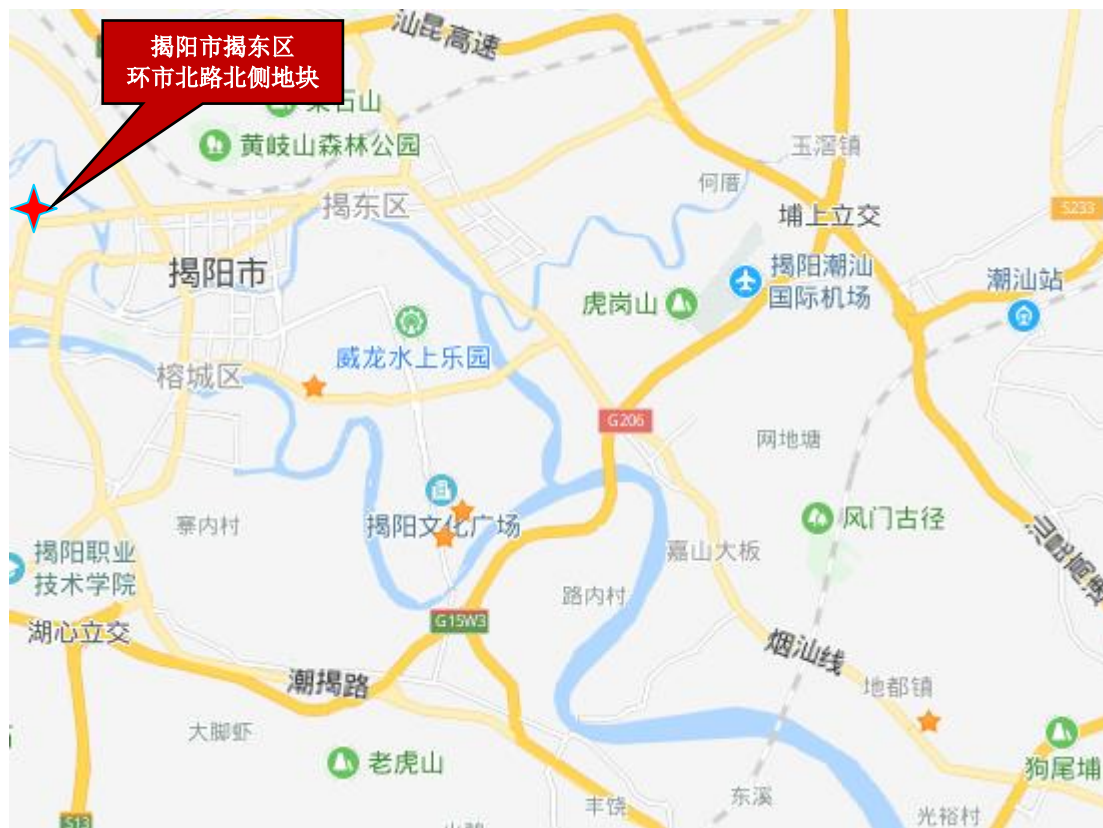 汕昆高速
揭阳市揭东区
环市北路北侧地块
黄岐山森林公园
玉滘镇
何厝
揭东区
埔上立交
S233
揭阳市
揭阳潮汕
国际机场
潮汕站
虎岗山
威龙水上乐园
榕城区
G206
网地塘
揭阳文化广场
寨内村
风门古径
揭阳职业
技术学院
嘉山大板
路内村
G15W3
湖心立交
烟汕线
潮揭路
地都镇
大脚虾
老虎山
狗尾埔
东溪
丰饶
光裕村
S13